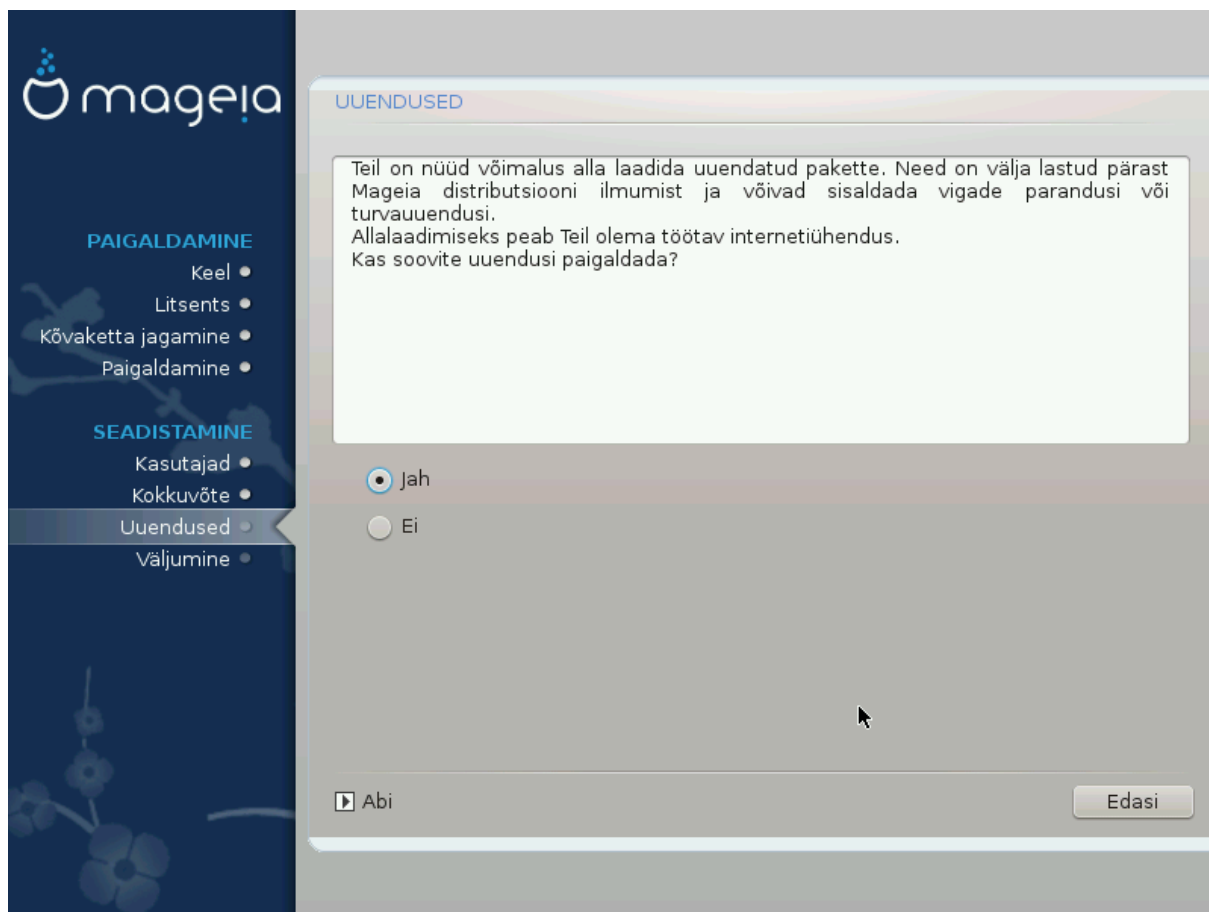 mageia
PAIGALDAMINE
Keel
Litsents
Kõvaketta jagamine
Paigaldamine
SEADISTAMINE
Kasutajad
Kokkuvõte
Uuendused
Väljumine
UUENDUSED
Teil on nüüd võimalus alla laadida uuendatud pakette. Need on välja lastud pärast
Mageia distributsiooni ilmumist ja võivad sisaldada vigade parandusi või
turvauuendusi.
Allalaadimiseks peab Teil olema töötav internetiühendus.
Kas soovite uuendusi paigaldada?
Jah
Ei
Abi
Edasi